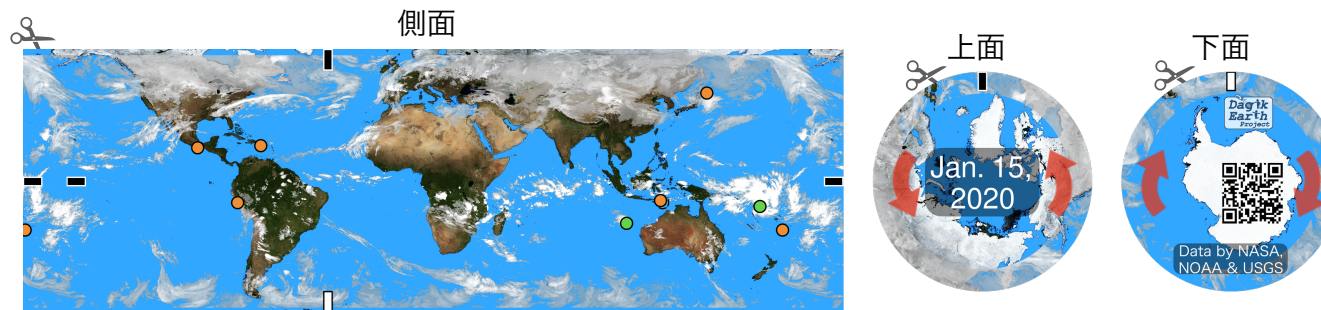 側面
上面
下面
Jan. 15,
2020
Dagik
Earth
Project
Data by NASA,
NOAA & USGS